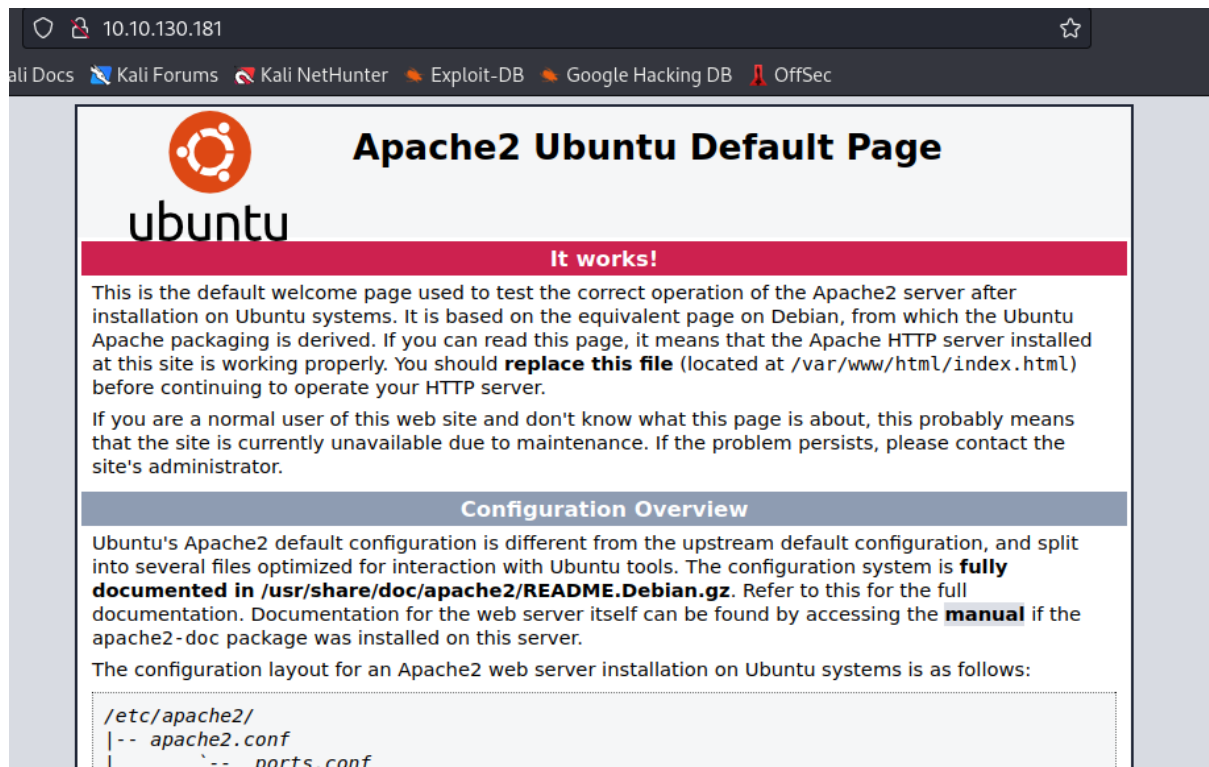 10.10.130.181
ali Docs Kali Forums Kali NetHunter Exploit-DB Google Hacking DB OffSec
Apache2 Ubuntu Default Page
ubuntu
It works!
This is the default welcome page used to test the correct operation of the Apache2 server after
installation on Ubuntu systems. It is based on the equivalent page on Debian, from which the Ubuntu
Apache packaging is derived. If you can read this page, it means that the Apache HTTP server installed
at this site is working properly. You should replace this file (located at /var/www/html/index.html)
before continuing to operate your HTTP server.
If you are a normal user of this web site and don't know what this page is about, this probably means
that the site is currently unavailable due to maintenance. If the problem persists, please contact the
site's administrator.
Configuration Overview
Ubuntu's Apache2 default configuration is different from the upstream default configuration, and split
into several files optimized for interaction with Ubuntu tools. The configuration system is fully
documented in /usr/share/doc/apache2/README.Debian.gz. Refer to this for the full
documentation. Documentation for the web server itself can be found by accessing the manual if the
apache2-doc package was installed on this server.
The configuration layout for an Apache2 web server installation on Ubuntu systems is as follows:
/etc/apache2/
|-- apache2.conf
|       `--  ports.conf